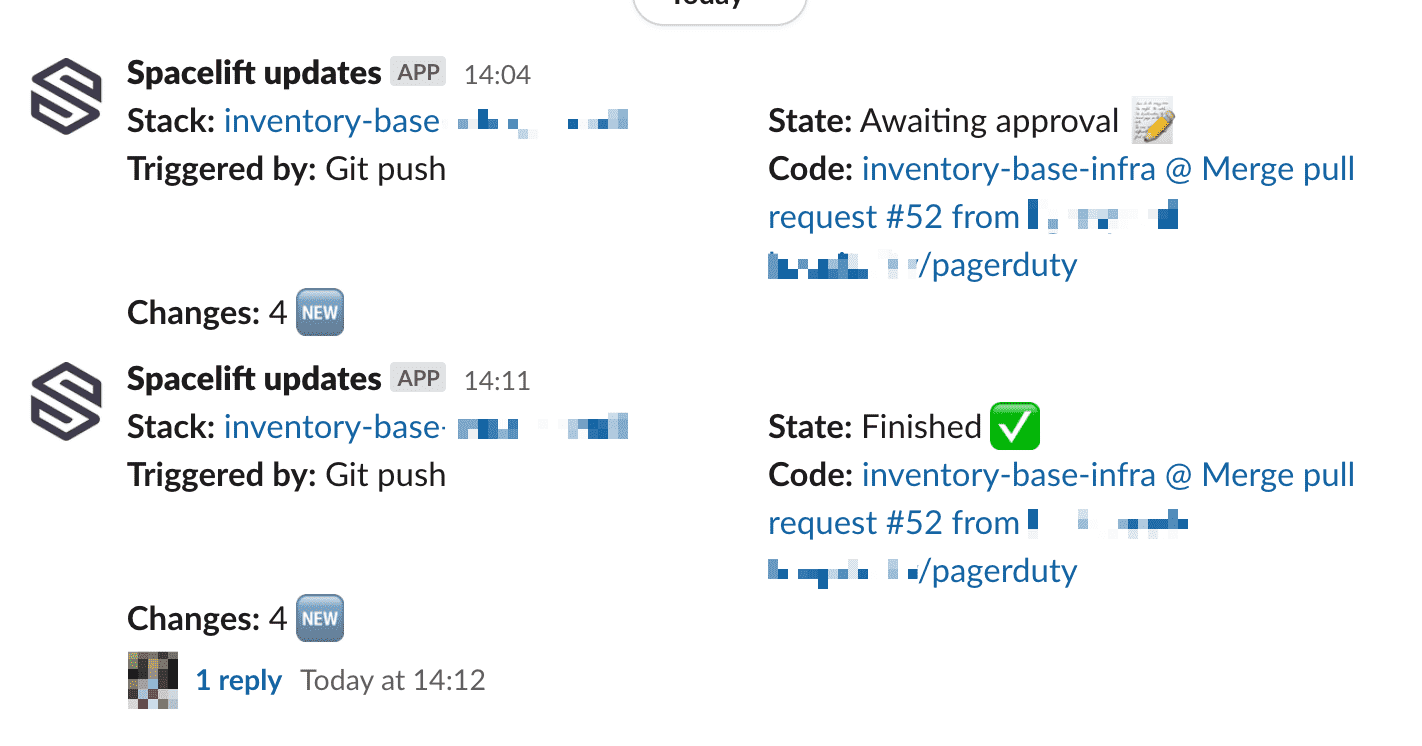 Today
Spacelift updates APP 14:04
Stack: inventory-base
State: Awaiting approval
Triggered by: Git push
Code: inventory-base-infra @ Merge pull
request #52 from
/pagerduty
Changes: 4 NEW
Spacelift updates APP 14:11
Stack: inventory-base-
State: Finished
Triggered by: Git push
Code: inventory-base-infra @ Merge pull
request #52 from
/pagerduty
Changes: 4 NEW
1 reply Today at 14:12